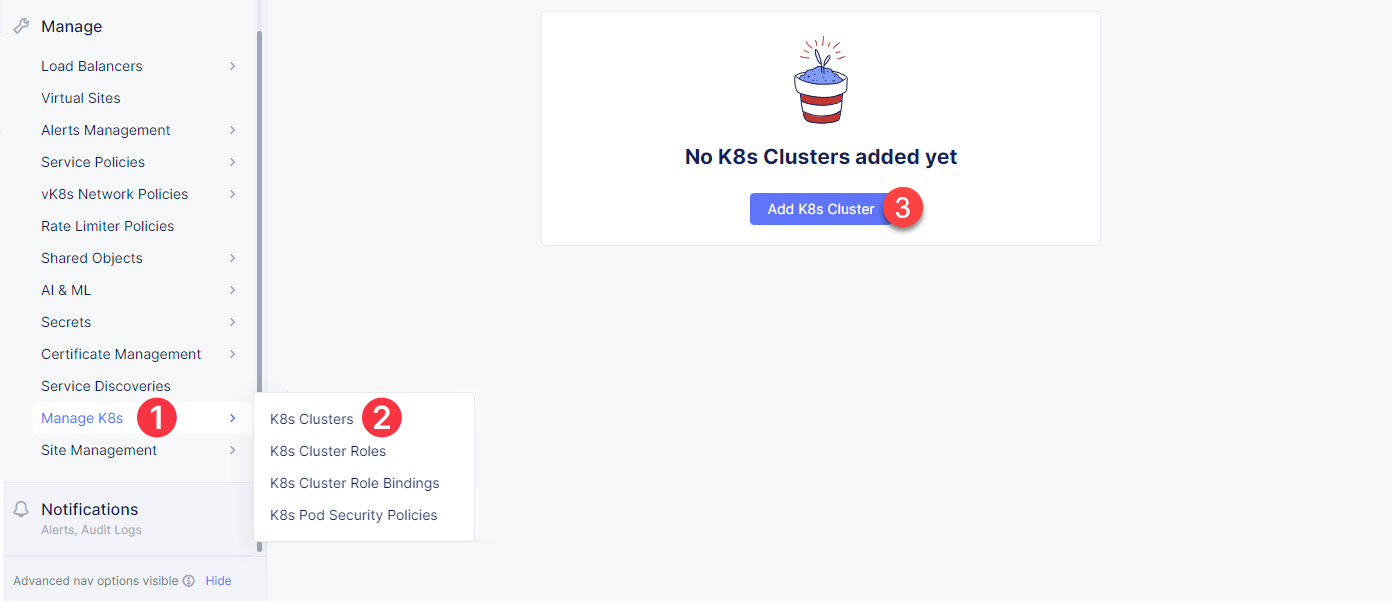 Manage
Load Balancers
Virtual Sites
Alerts Management
Service Policies
vK8s Network Policies
Rate Limiter Policies
Shared Objects
AI & ML
Secrets
Certificate Management
Service Discoveries
Manage K8s 1
Site Management
Notifications
Alerts, Audit Logs
Advanced nav options visible Hide
K8s Clusters 2
K8s Cluster Roles
K8s Cluster Role Bindings
K8s Pod Security Policies
No K8s Clusters added yet
Add K8s Cluster 3